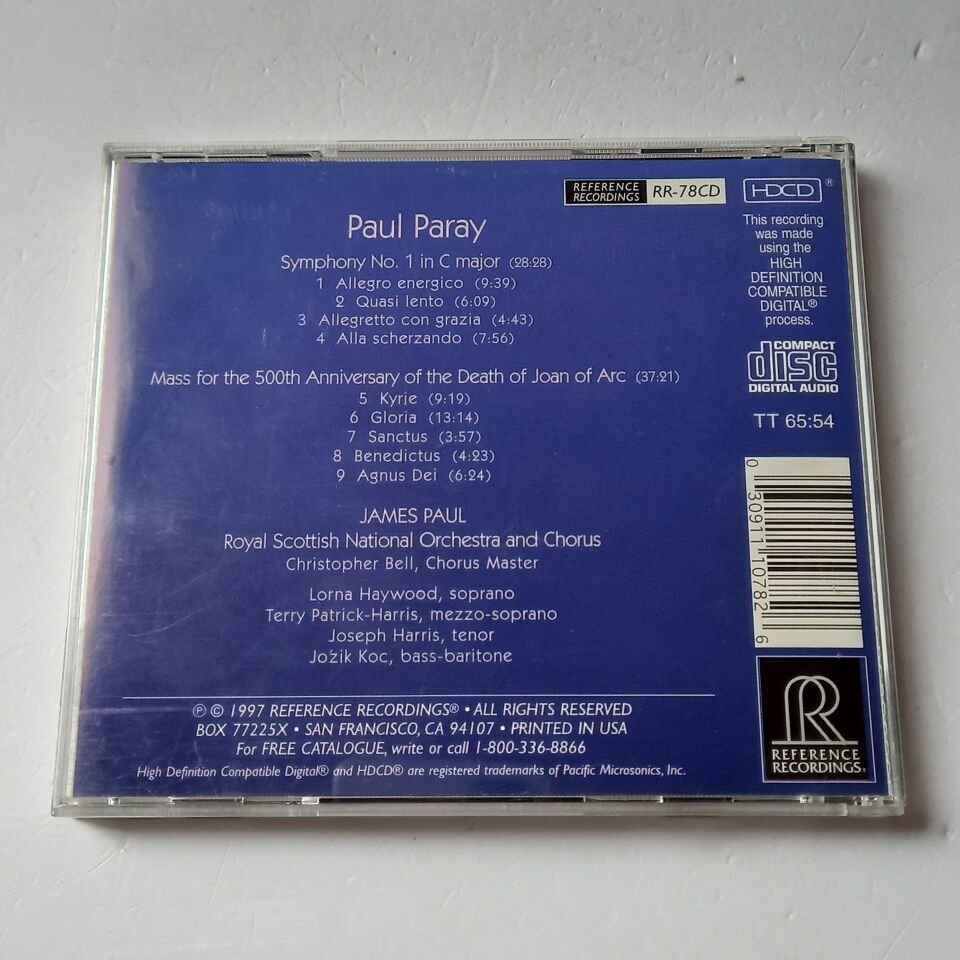 REFERENCE RECORDINGS RR-78CD
HDCD®
This recording
was made
using the
HIGH
DEFINITION
COMPATIBLE
DIGITAL®
process.
COMPACT
disc
DIGITAL AUDIO
TT 65:54
Paul Paray
Symphony No. 1 in C major (28:28)
1 Allegro energico (9:39)
2 Quasi lento (6:09)
3 Allegretto con grazia (4:43)
4 Alla scherzando (7:56)
Mass for the 500th Anniversary of the Death of Joan of Arc (37:21)
5 Kyrie (9:19)
6 Gloria (13:14)
7 Sanctus (3:57)
8 Benedictus (4:23)
9 Agnus Dei (6:24)
JAMES PAUL
Royal Scottish National Orchestra and Chorus
Christopher Bell, Chorus Master
Lorna Haywood, soprano
Terry Patrick-Harris, mezzo-soprano
Joseph Harris, tenor
Jozik Koc, bass-baritone
℗ © 1997 REFERENCE RECORDINGS® • ALL RIGHTS RESERVED
BOX 77225X • SAN FRANCISCO, CA 94107 • PRINTED IN USA
For FREE CATALOGUE, write or call 1-800-336-8866
High Definition Compatible Digital® and HDCD® are registered trademarks of Pacific Microsonics, Inc.
0 30911 10782 6
R
REFERENCE
RECORDINGS®